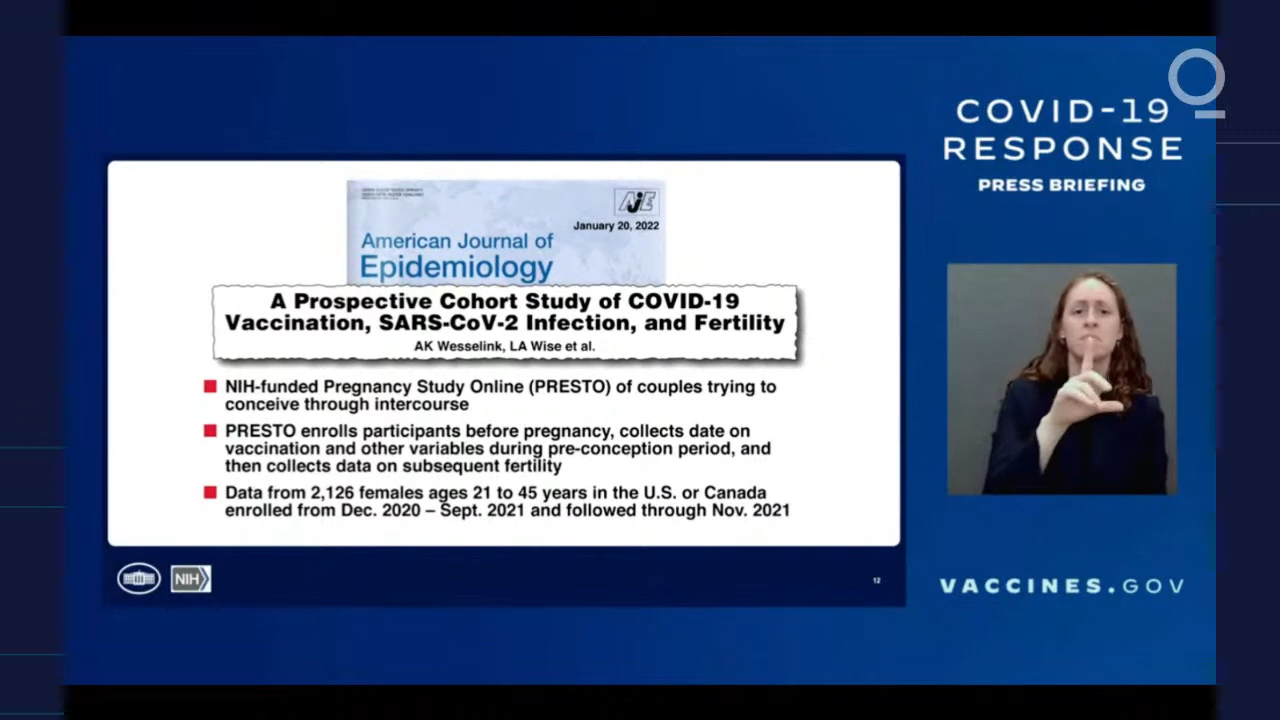 COVID-19
RESPONSE
PRESS BRIEFING
AJE
January 20, 2022
American Journal of
Epidemiology
A Prospective Cohort Study of COVID-19
Vaccination, SARS-CoV-2 Infection, and Fertility
AK Wesselink, LA Wise et al.
NIH-funded Pregnancy Study Online (PRESTO) of couples trying to
conceive through intercourse
PRESTO enrolls participants before pregnancy, collects date on
vaccination and other variables during pre-conception period, and
then collects data on subsequent fertility
Data from 2,126 females ages 21 to 45 years in the U.S. or Canada
enrolled from Dec. 2020 – Sept. 2021 and followed through Nov. 2021
NIH
12
VACCINES.GOV